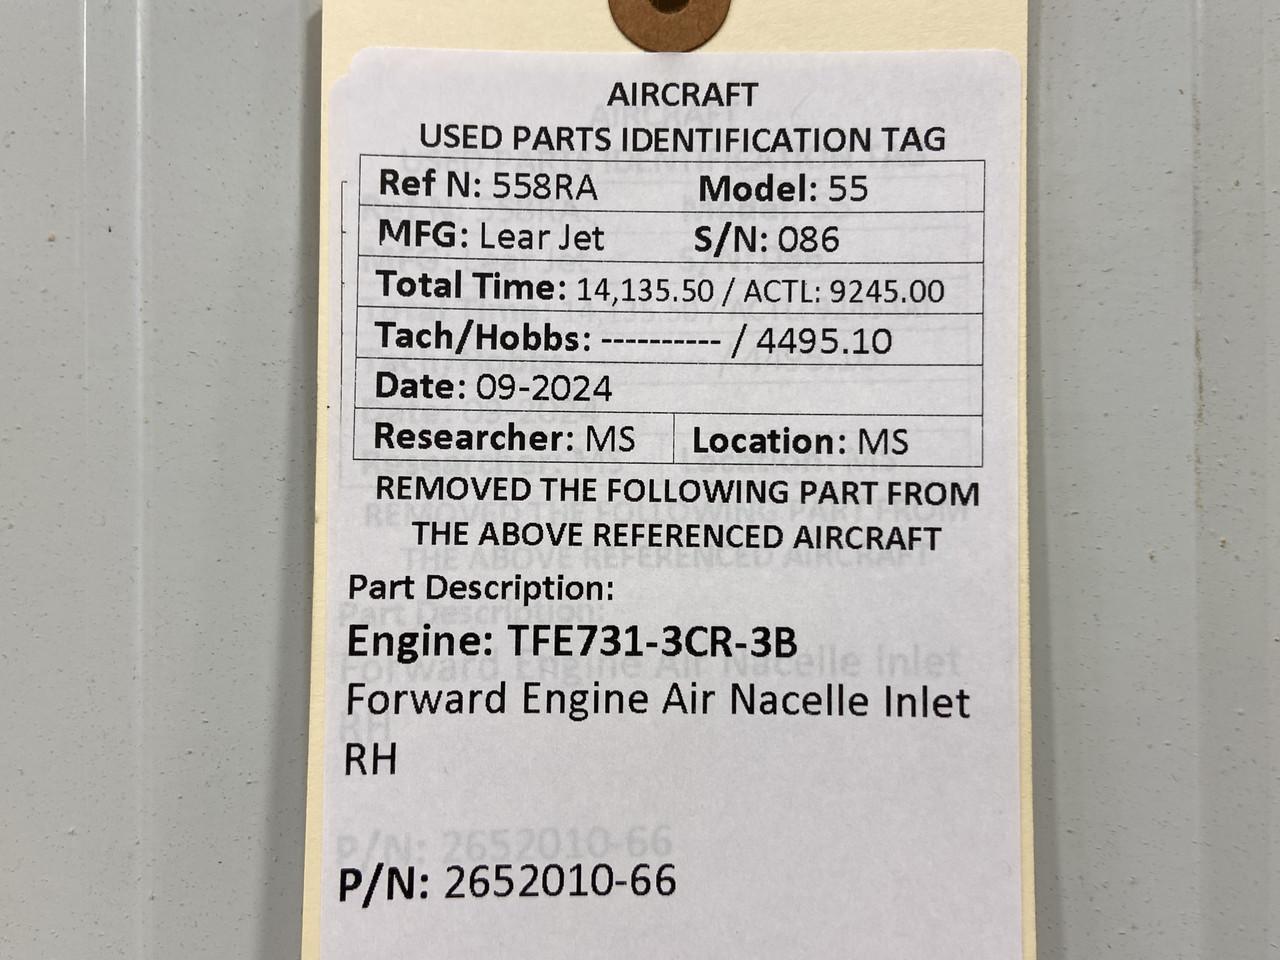 AIRCRAFT
USED PARTS IDENTIFICATION TAG
Ref N: 558RA Model: 55
MFG: Lear Jet S/N: 086
Total Time: 14,135.50 / ACTL: 9245.00
Tach/Hobbs: ---------- / 4495.10
Date: 09-2024
Researcher: MS Location: MS
REMOVED THE FOLLOWING PART FROM
THE ABOVE REFERENCED AIRCRAFT
Part Description:
Engine: TFE731-3CR-3B
Forward Engine Air Nacelle Inlet
RH
P/N: 2652010-66